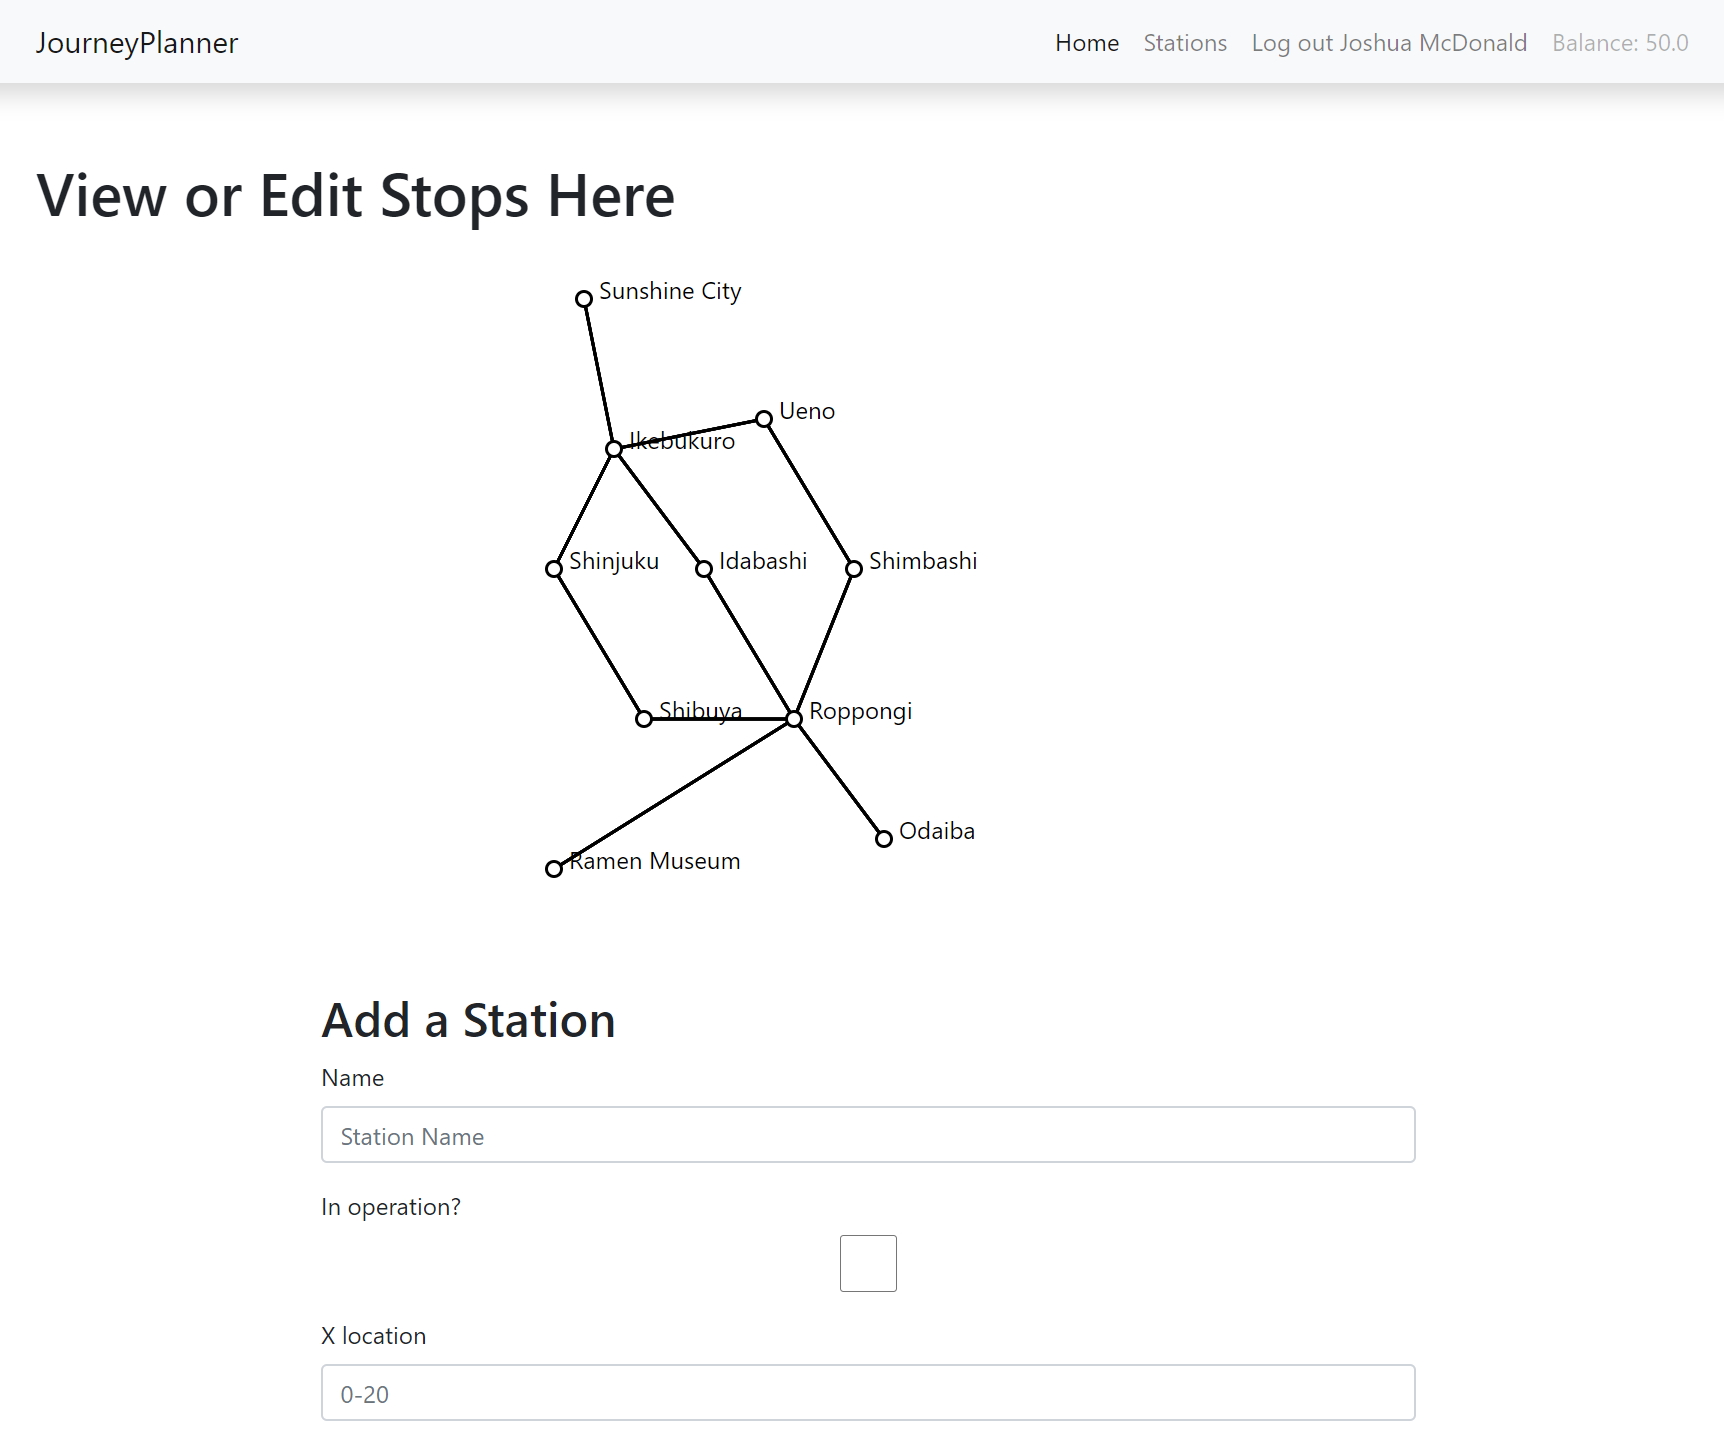 JourneyPlanner
Home Stations Log out Joshua McDonald Balance: 50.0
View or Edit Stops Here
Sunshine City
Ueno
Ikebukuro
Shinjuku Idabashi Shimbashi
Shibuya Roppongi
Odaiba
Ramen Museum
Add a Station
Name
Station Name
In operation?
X location
0-20